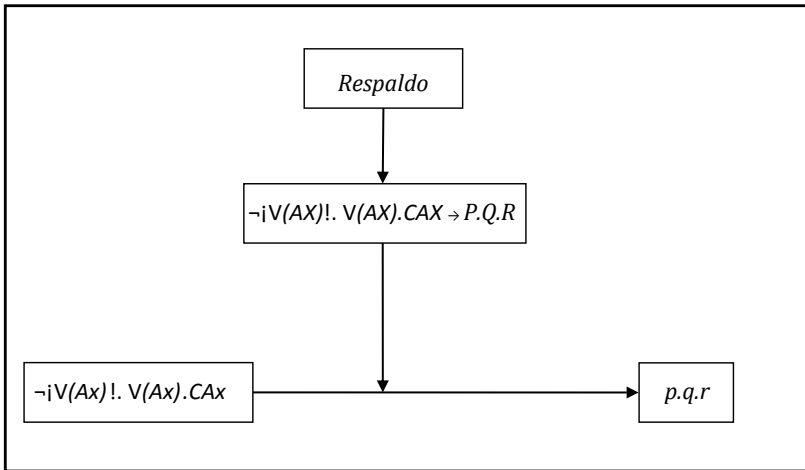 Respaldo
¬¡V(AX)!. V(AX).CAX → P.Q.R
¬¡V(Ax)!. V(Ax).CAx
p.q.r